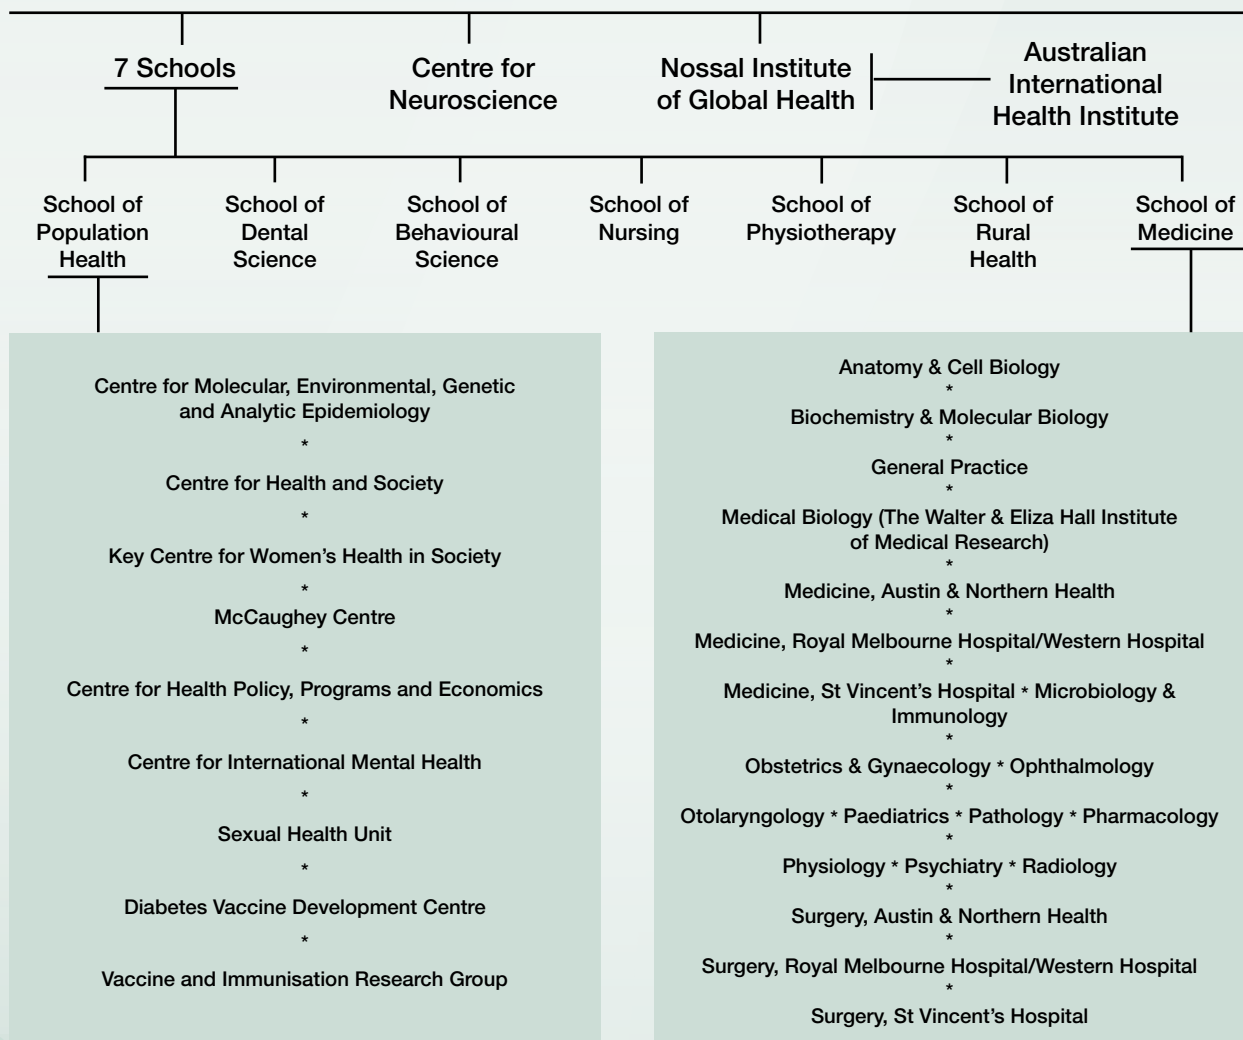 7 Schools
Centre for
Neuroscience
Nossal Institute
of Global Health
Australian
International
Health Institute
School of
Population
Health
School of
Dental
Science
School of
Behavioural
Science
School of
Nursing
School of
Physiotherapy
School of
Rural
Health
School of
Medicine
Centre for Molecular, Environmental, Genetic
and Analytic Epidemiology
*
Centre for Health and Society
*
Key Centre for Women’s Health in Society
*
McCaughey Centre
*
Centre for Health Policy, Programs and Economics
*
Centre for International Mental Health
*
Sexual Health Unit
*
Diabetes Vaccine Development Centre
*
Vaccine and Immunisation Research Group
Anatomy & Cell Biology
*
Biochemistry & Molecular Biology
*
General Practice
*
Medical Biology (The Walter & Eliza Hall Institute
of Medical Research)
*
Medicine, Austin & Northern Health
*
Medicine, Royal Melbourne Hospital/Western Hospital
*
Medicine, St Vincent’s Hospital * Microbiology &
Immunology
*
Obstetrics & Gynaecology * Ophthalmology
*
Otolaryngology * Paediatrics * Pathology * Pharmacology
*
Physiology * Psychiatry * Radiology
*
Surgery, Austin & Northern Health
*
Surgery, Royal Melbourne Hospital/Western Hospital
*
Surgery, St Vincent’s Hospital